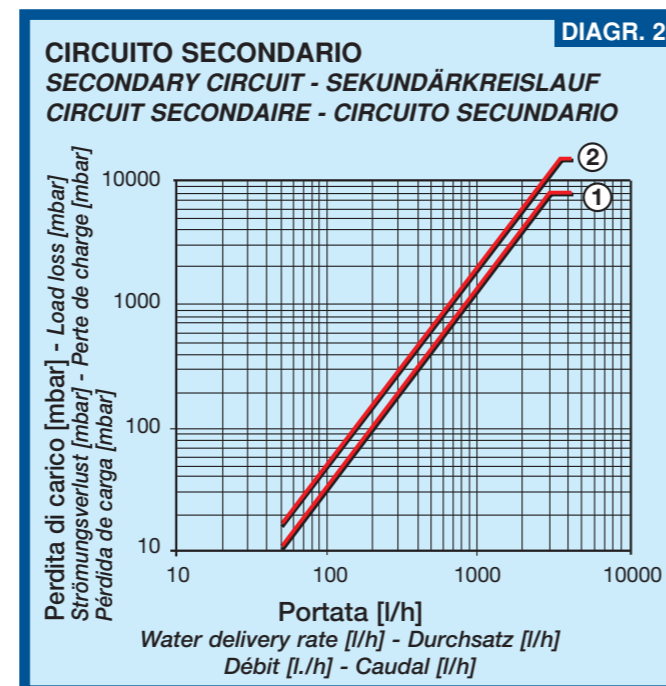 DIAGR. 2
CIRCUITO SECONDARIO
SECONDARY CIRCUIT - SEKUNDÄRKREISLAUF
CIRCUIT SECONDAIRE - CIRCUITO SECUNDARIO
Perdita di carico [mbar] - Load loss [mbar]
Strömungsverlust [mbar] - Perte de charge [mbar]
Pérdida de carga [mbar]
10000
1000
100
10
2
1
10
100
1000
10000
Portata [l/h]
Water delivery rate [l/h] - Durchsatz [l/h]
Débit [l./h] - Caudal [l/h]